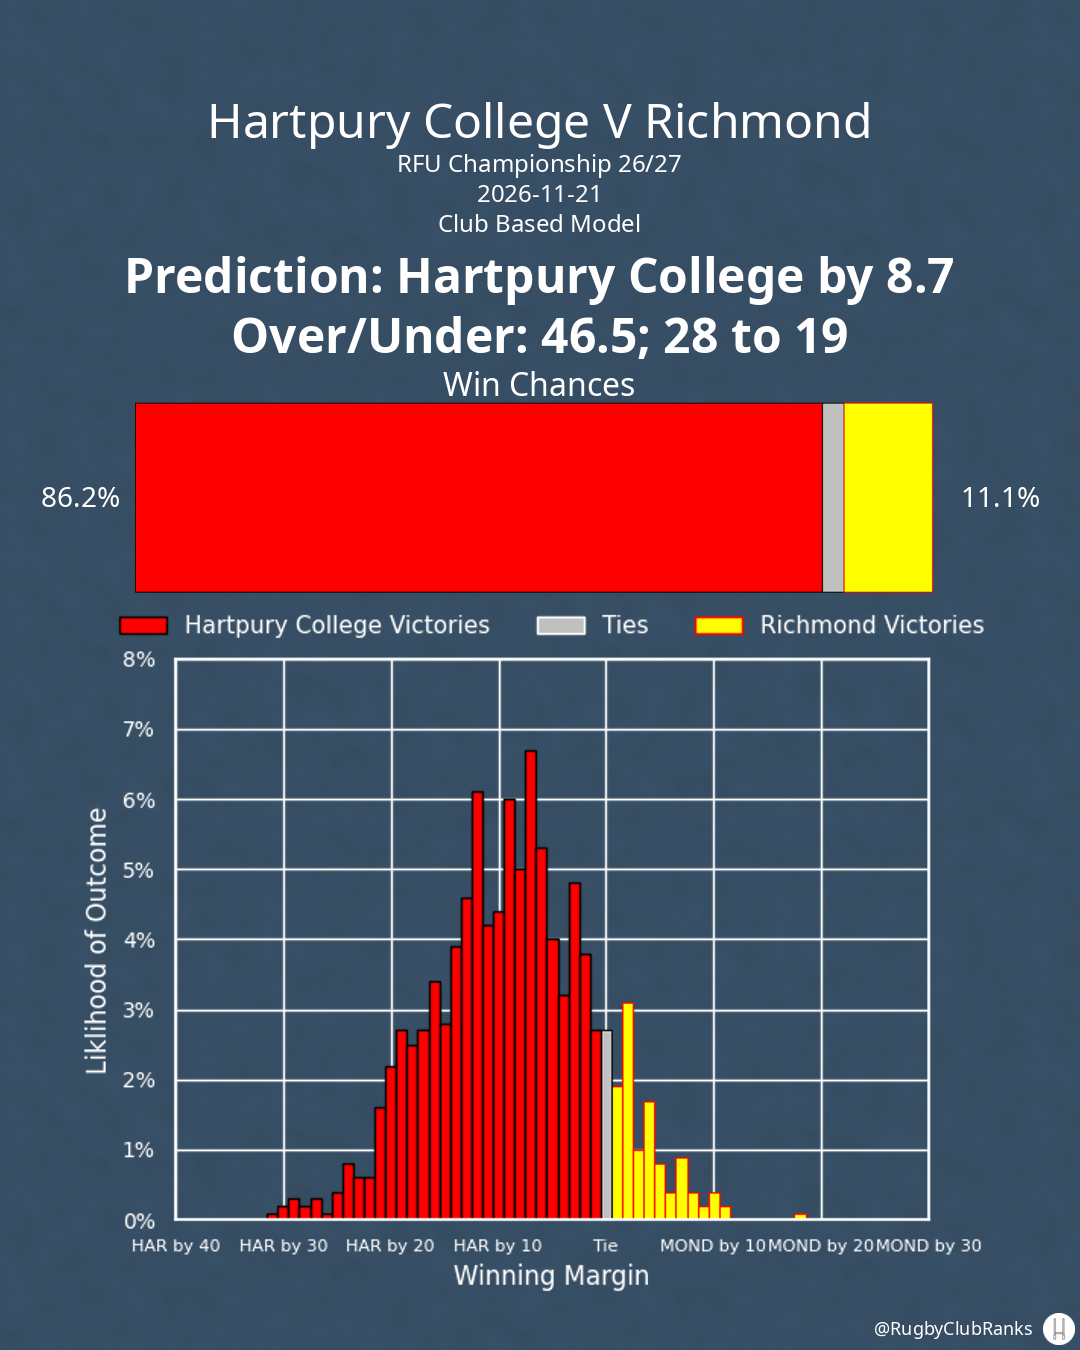 Hartpury College V Richmond
RFU Championship 26/27
2026-11-21
Club Based Model
Prediction: Hartpury College by 8.7
Over/Under: 46.5; 28 to 19
Win Chances
86.2%
11.1%
Hartpury College Victories
Ties
Richmond Victories
8%
7%
6%
5%
4%
3%
2%
1%
0%
Liklihood of Outcome
HAR by 40
HAR by 30
HAR by 20
HAR by 10
Tie
MOND by 10
MOND by 20
MOND by 30
Winning Margin
@RugbyClubRanks